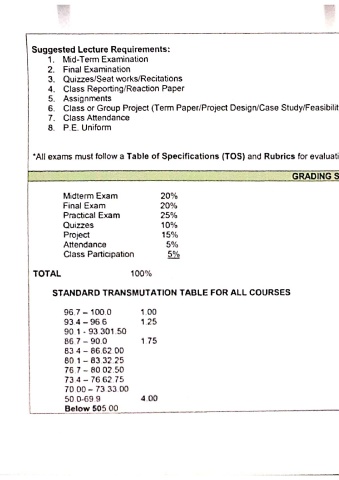 Suggested Lecture Requirements:
1. Mid-Term Examination
2. Final Examination
3. Quizzes/Seat works/Recitations
4. Class Reporting/Reaction Paper
5. Assignments
6. Class or Group Project (Term Paper/Project Design/Case Study/Feasibilit
7. Class Attendance
8. P.E. Uniform
*All exams must follow a Table of Specifications (TOS) and Rubrics for evaluati
GRADING S
Midterm Exam 20%
Final Exam 20%
Practical Exam 25%
Quizzes 10%
Project 15%
Attendance 5%
Class Participation 5%
TOTAL 100%
STANDARD TRANSMUTATION TABLE FOR ALL COURSES
96.7 – 100.0 1.00
93.4 – 96.6 1.25
90.1 - 93.301.50
86.7 – 90.0 1.75
83.4 – 86.62.00
80.1 – 83.32.25
76.7 – 80.02.50
73.4 – 76.62.75
70.00 – 73.33.00
50.0-69.9 4.00
Below 505.00